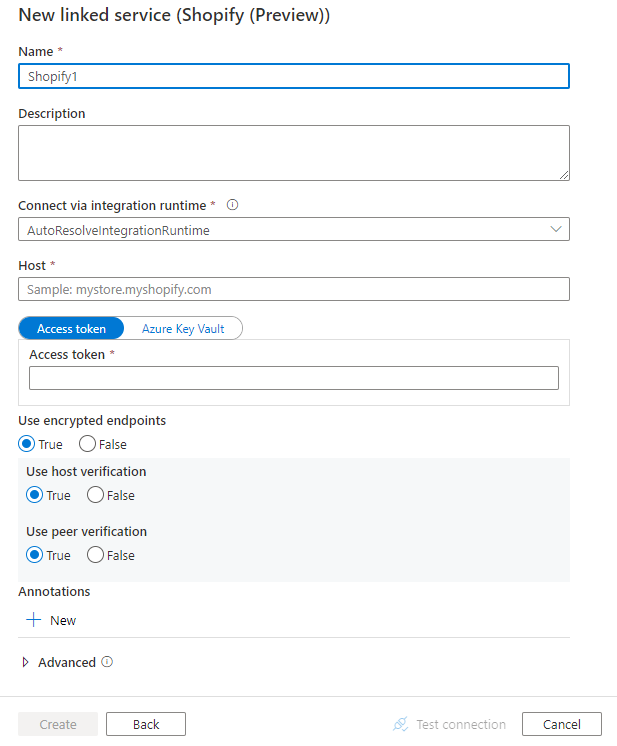 New linked service (Shopify (Preview))
Name *
Shopify1
Description
Connect via integration runtime *
AutoResolveIntegrationRuntime
Host *
Sample: mystore.myshopify.com
Access token Azure Key Vault
Access token *
Use encrypted endpoints
True False
Use host verification
True False
Use peer verification
True False
Annotations
New
Advanced
Create Back Test connection Cancel